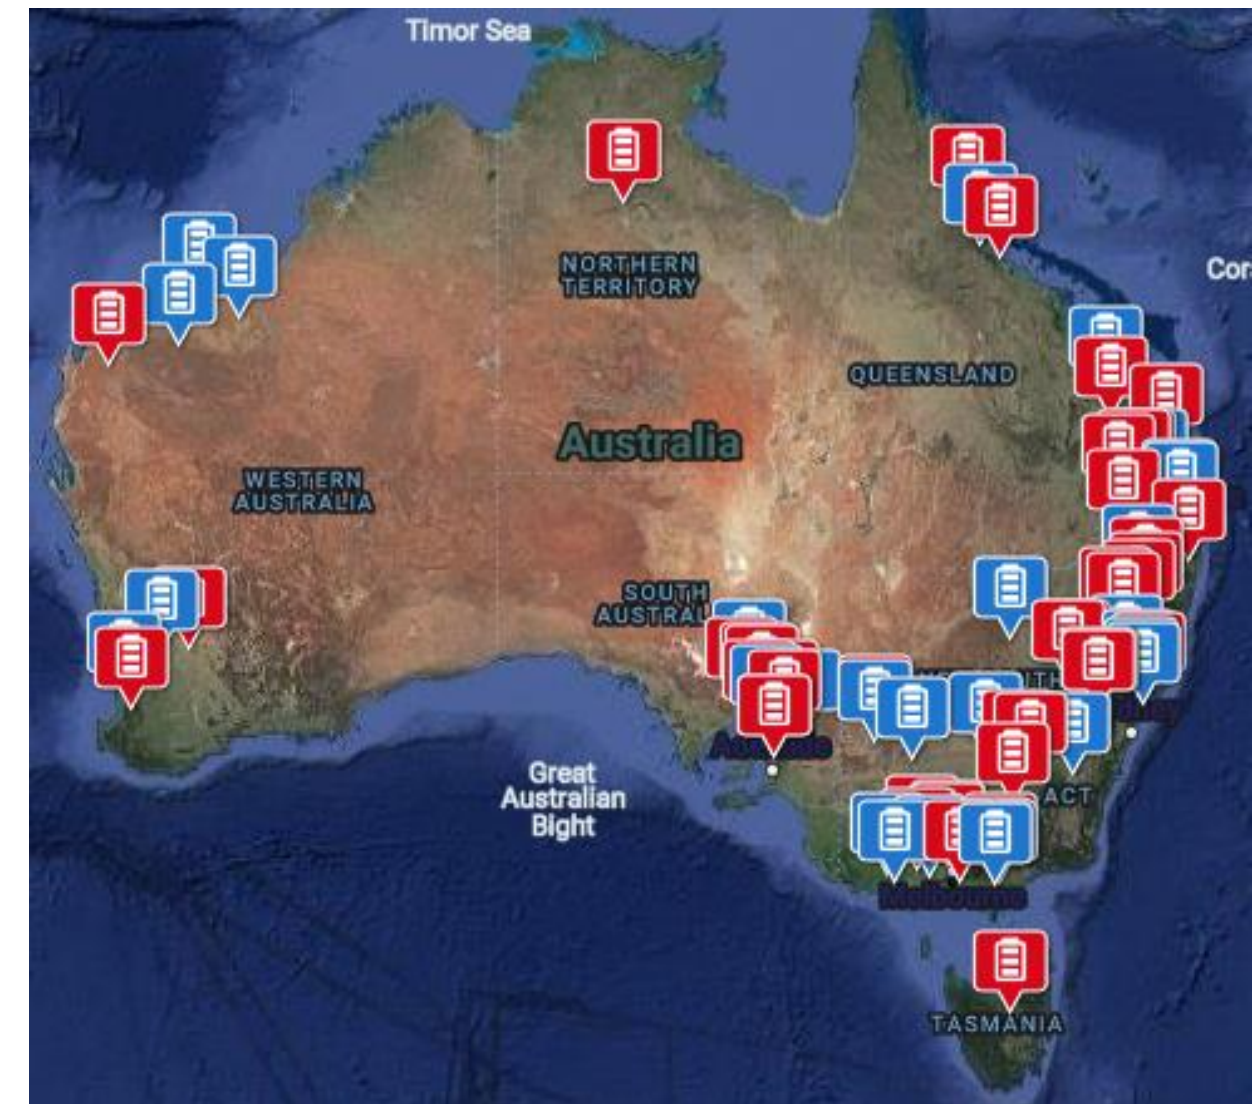 Timor Sea
NORTHERN
TERRITORY
QUEENSLAND
Australia
WESTERN
AUSTRALIA
SOUTH
Great
Australian
Bight
ACT
Melbourne
TASMANIA